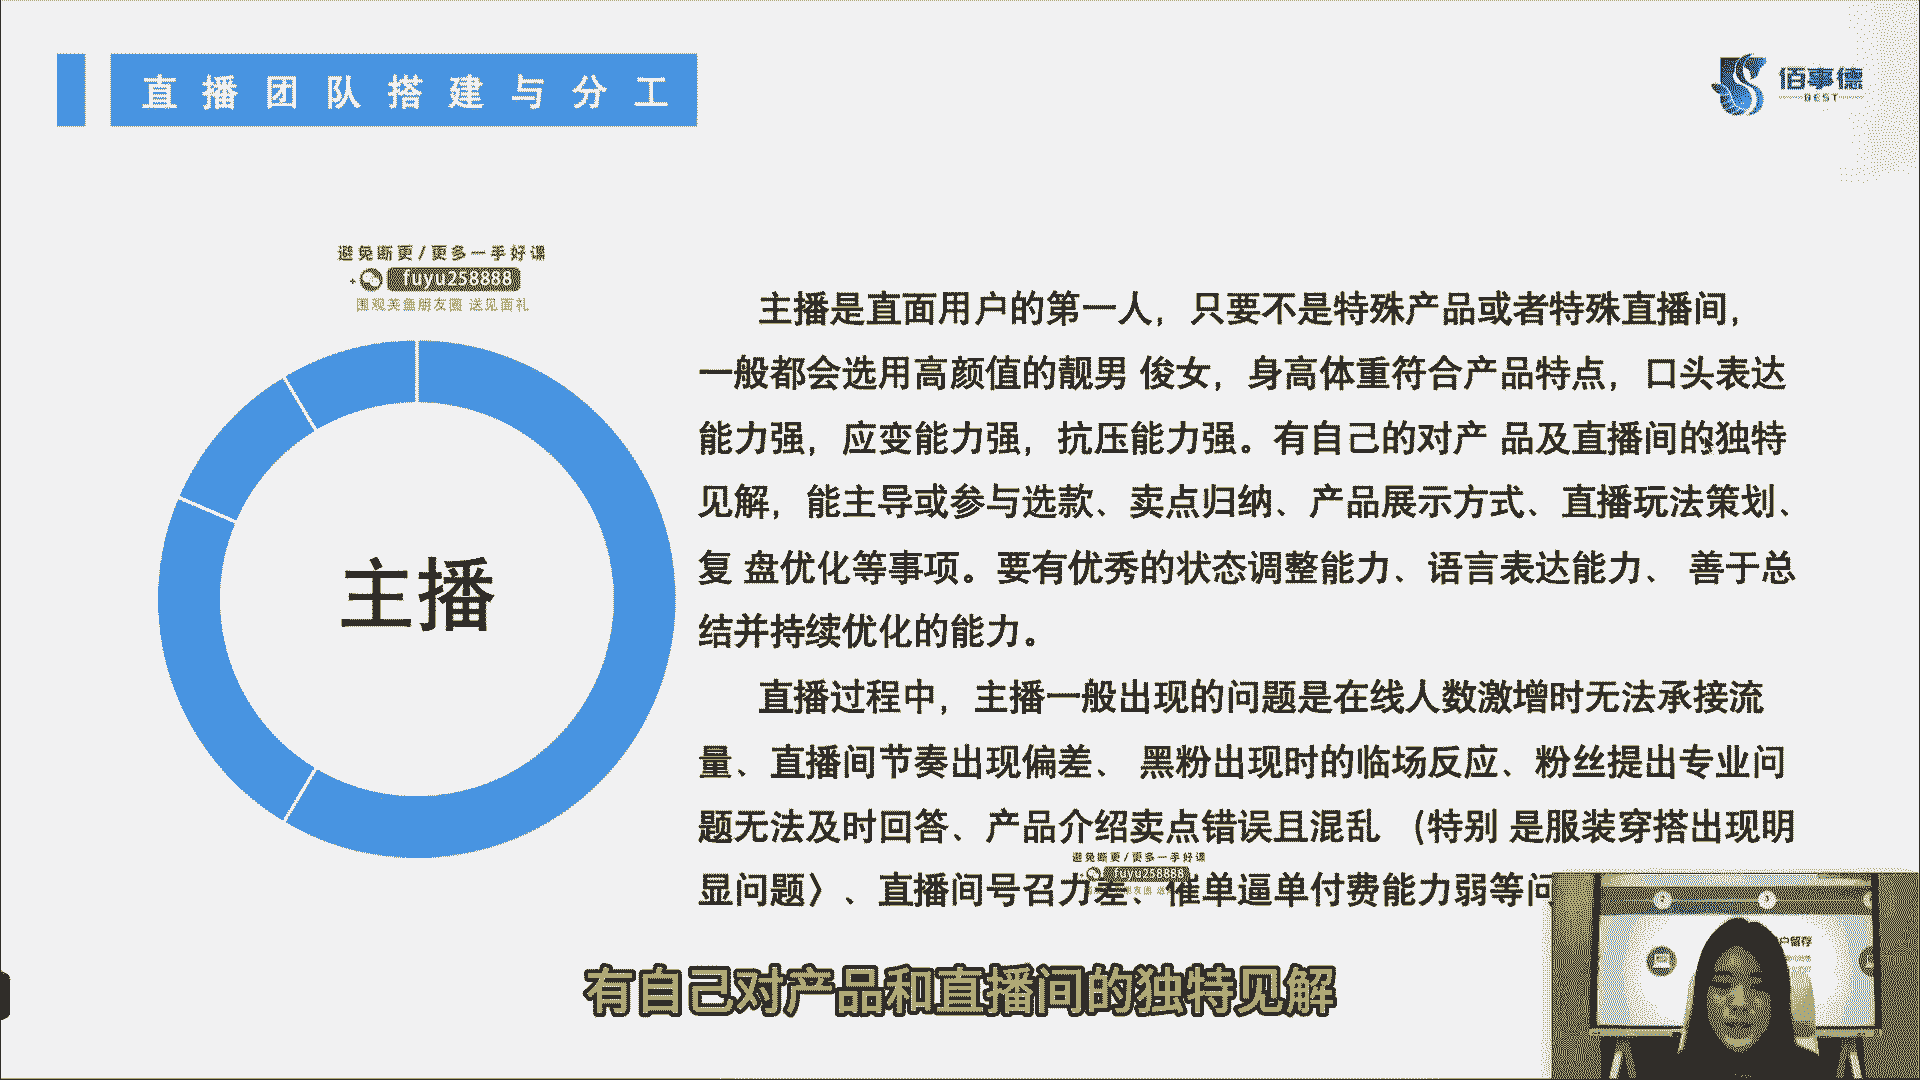 直播团队搭建与分工
佰事德
BEST
避免断更/更多一手好课
fuyu258888
围观美鱼朋友圈 送见面礼
主播
主播是直面用户的第一人，只要不是特殊产品或者特殊直播间，
一般都会选用高颜值的靓男 俊女，身高体重符合产品特点，口头表达
能力强，应变能力强，抗压能力强。有自己的对产 品及直播间的独特
见解，能主导或参与选款、卖点归纳、产品展示方式、直播玩法策划、
复 盘优化等事项。要有优秀的状态调整能力、语言表达能力、 善于总
结并持续优化的能力。
直播过程中，主播一般出现的问题是在线人数激增时无法承接流
量、直播间节奏出现偏差、 黑粉出现时的临场反应、粉丝提出专业问
题无法及时回答、产品介绍卖点错误且混乱 （特别 是服装穿搭出现明
避免断更/更多一手好课
fuyu258888
显问题〉、直播间号召力差、催单逼单付费能力弱等问
户留存
有自己对产品和直播间的独特见解